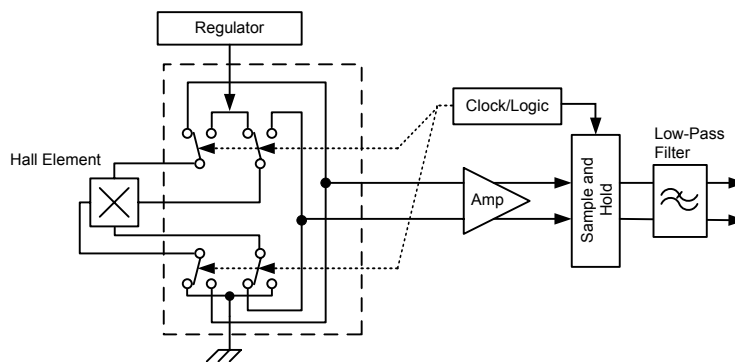 Regulator
Clock/Logic
Low-Pass
Filter
Hall Element
Amp
Sample and
Hold